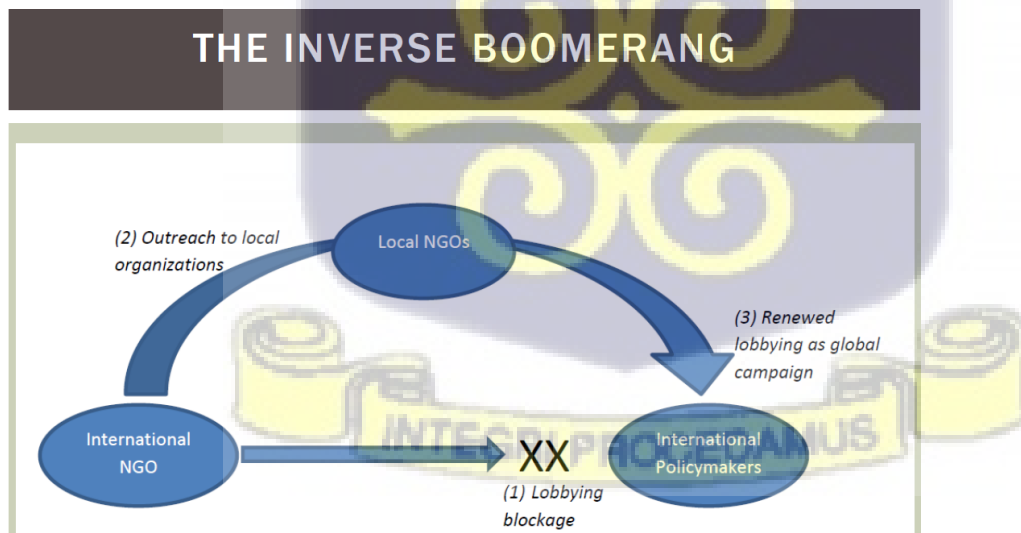 THE INVERSE BOOMERANG
(2) Outreach to local
organizations
Local NGOs
(3) Renewed
lobbying as global
campaign
International
NGO
XX
(1) Lobbying
blockage
International
Policymakers
INTEGRI PROCEDAMUS